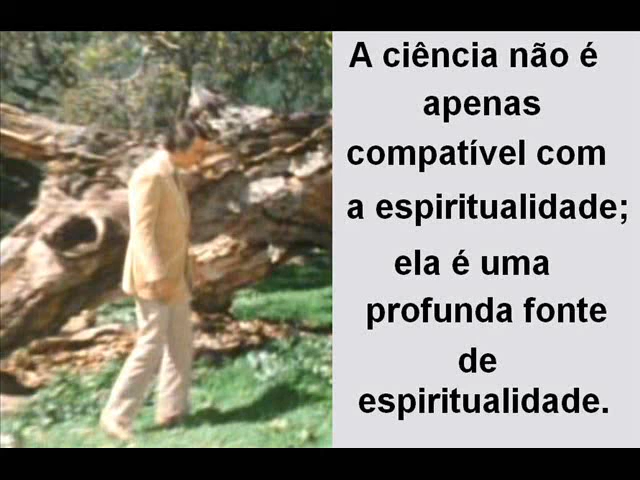 A ciência não é
apenas
compatível com
a espiritualidade;
ela é uma
profunda fonte
de
espiritualidade.